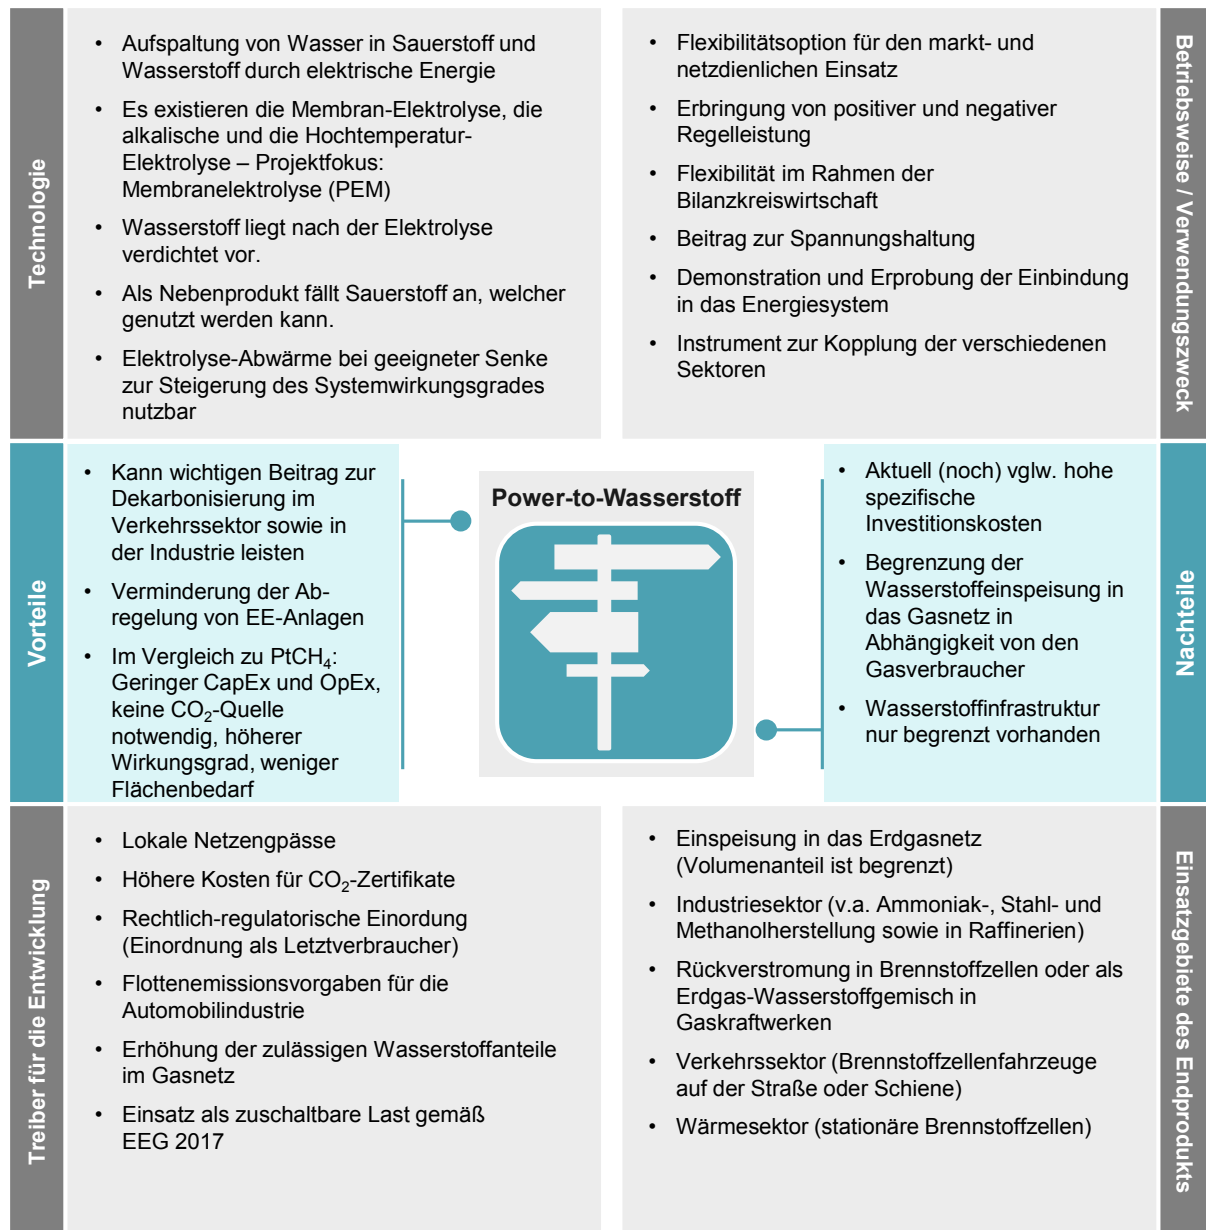 Technologie
• Aufspaltung von Wasser in Sauerstoff und
Wasserstoff durch elektrische Energie
• Es existieren die Membran-Elektrolyse, die
alkalische und die Hochtemperatur-
Elektrolyse – Projektfokus:
Membranelektrolyse (PEM)
• Wasserstoff liegt nach der Elektrolyse
verdichtet vor.
• Als Nebenprodukt fällt Sauerstoff an, welcher
genutzt werden kann.
• Elektrolyse-Abwärme bei geeigneter Senke
zur Steigerung des Systemwirkungsgrades
nutzbar
Betriebsweise / Verwendungszweck
• Flexibilitätsoption für den markt- und
netzdienlichen Einsatz
• Erbringung von positiver und negativer
Regelleistung
• Flexibilität im Rahmen der
Bilanzkreiswirtschaft
• Beitrag zur Spannungshaltung
• Demonstration und Erprobung der Einbindung
in das Energiesystem
• Instrument zur Kopplung der verschiedenen
Sektoren
Vorteile
• Kann wichtigen Beitrag zur
Dekarbonisierung im
Verkehrssektor sowie in
der Industrie leisten
• Verminderung der Ab-
regelung von EE-Anlagen
• Im Vergleich zu PtCH₄:
Geringer CapEx und OpEx,
keine CO₂-Quelle
notwendig, höherer
Wirkungsgrad, weniger
Flächenbedarf
Power-to-Wasserstoff
Nachteile
• Aktuell (noch) vglw. hohe
spezifische
Investitionskosten
• Begrenzung der
Wasserstoffeinspeisung in
das Gasnetz in
Abhängigkeit von den
Gasverbraucher
• Wasserstoffinfrastruktur
nur begrenzt vorhanden
Treiber für die Entwicklung
• Lokale Netzengpässe
• Höhere Kosten für CO₂-Zertifikate
• Rechtlich-regulatorische Einordung
(Einordnung als Letztverbraucher)
• Flottenemissionsvorgaben für die
Automobilindustrie
• Erhöhung der zulässigen Wasserstoffanteile
im Gasnetz
• Einsatz als zuschaltbare Last gemäß
EEG 2017
Einsatzgebiete des Endprodukts
• Einspeisung in das Erdgasnetz
(Volumenanteil ist begrenzt)
• Industriesektor (v.a. Ammoniak-, Stahl- und
Methanolherstellung sowie in Raffinerien)
• Rückverstromung in Brennstoffzellen oder als
Erdgas-Wasserstoffgemisch in
Gaskraftwerken
• Verkehrssektor (Brennstoffzellenfahrzeuge
auf der Straße oder Schiene)
• Wärmesektor (stationäre Brennstoffzellen)